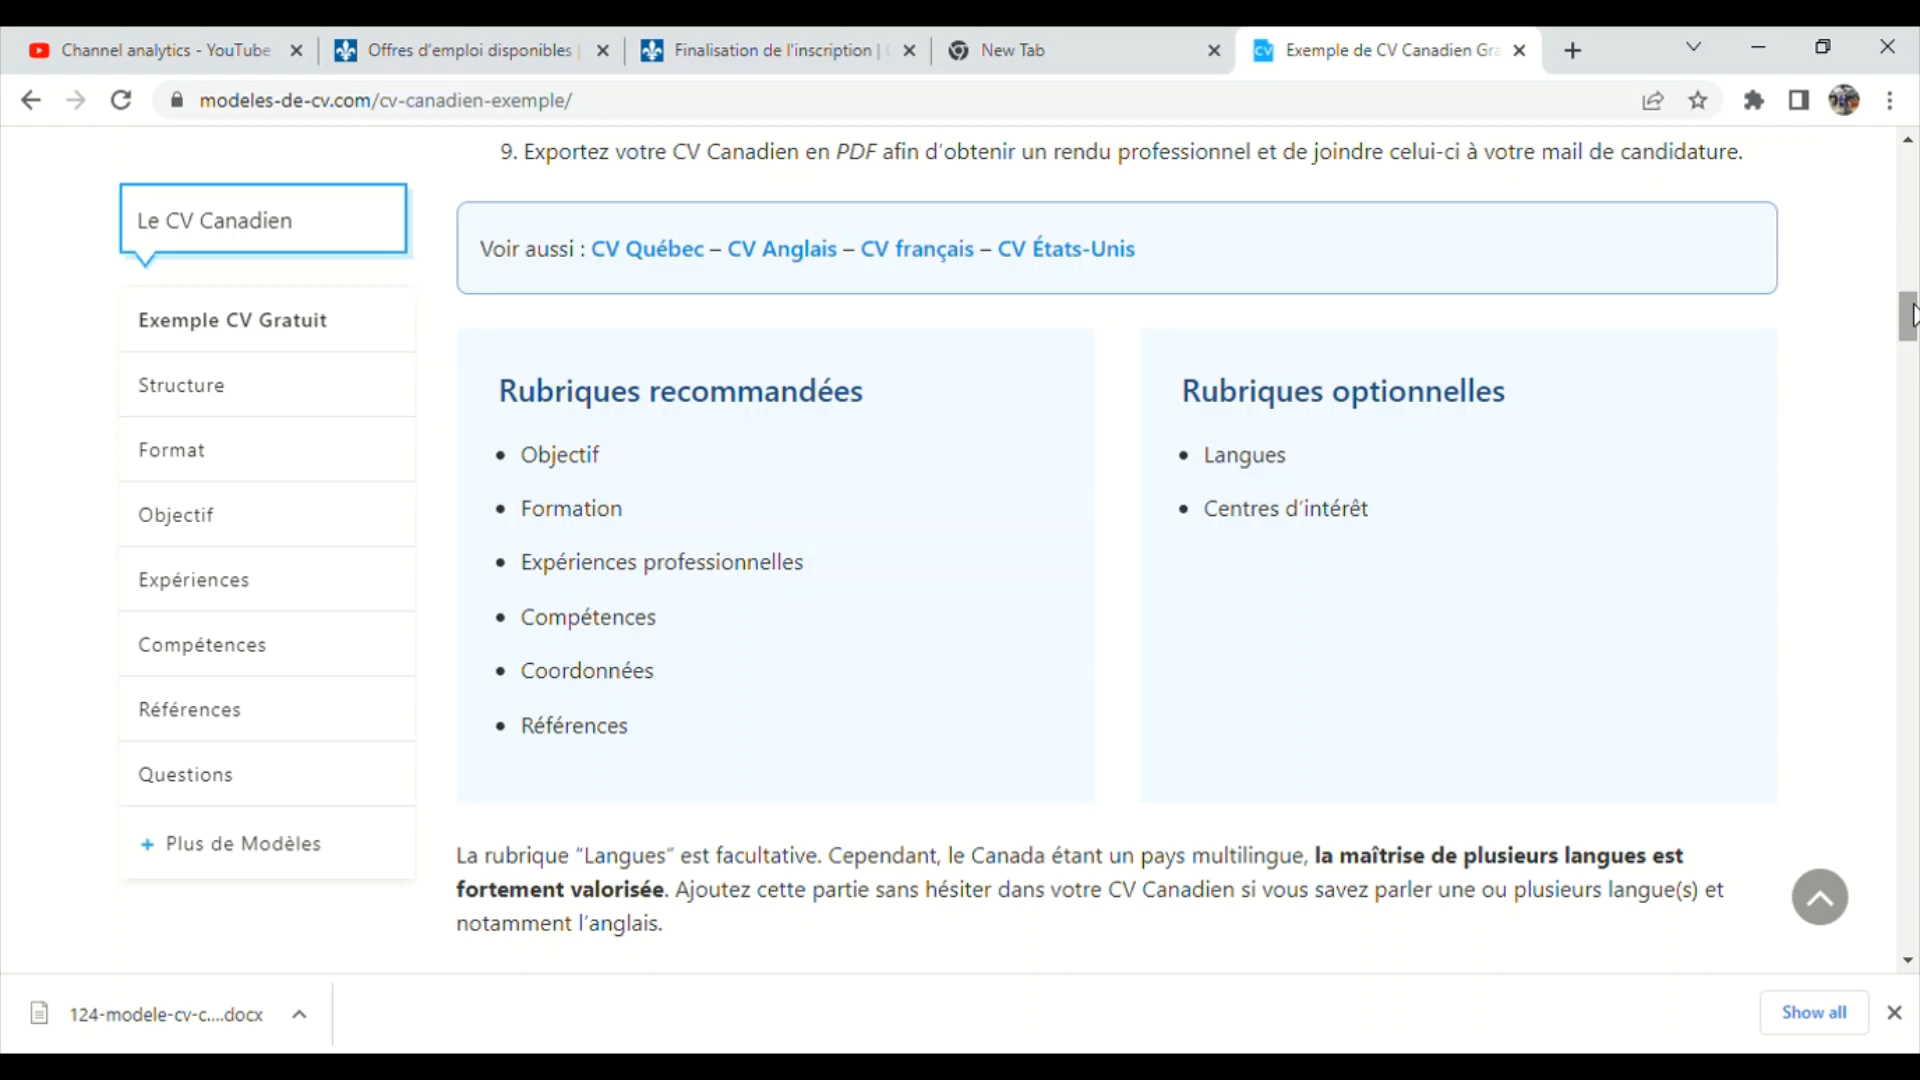 Channel analytics - YouTube
Offres d'emploi disponibles |
Finalisation de l'inscription |
New Tab
Exemple de CV Canadien Gra
modeles-de-cv.com/cv-canadien-exemple/
9. Exportez votre CV Canadien en PDF afin d'obtenir un rendu professionnel et de joindre celui-ci à votre mail de candidature.
Le CV Canadien
Exemple CV Gratuit
Structure
Format
Objectif
Expériences
Compétences
Références
Questions
+ Plus de Modèles
Voir aussi : CV Québec – CV Anglais – CV français – CV États-Unis
Rubriques recommandées
• Objectif
• Formation
• Expériences professionnelles
• Compétences
• Coordonnées
• Références
Rubriques optionnelles
• Langues
• Centres d'intérêt
La rubrique “Langues” est facultative. Cependant, le Canada étant un pays multilingue, la maîtrise de plusieurs langues est
fortement valorisée. Ajoutez cette partie sans hésiter dans votre CV Canadien si vous savez parler une ou plusieurs langue(s) et
notamment l'anglais.
124-modele-cv-c....docx
Show all